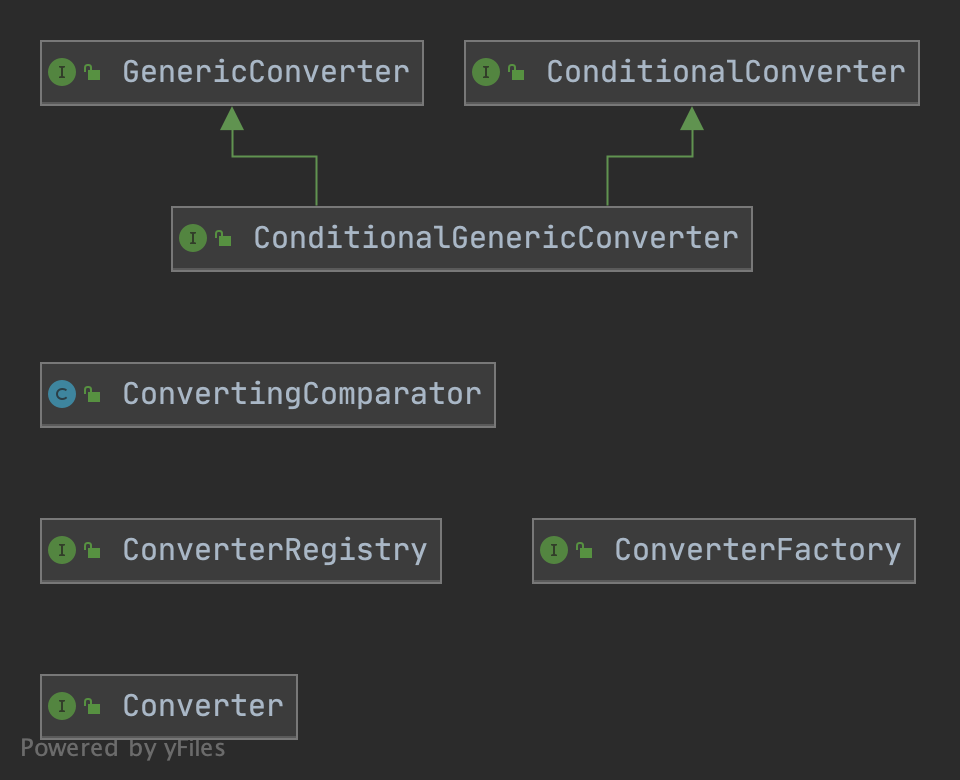 I GenericConverter
I ConditionalConverter
I ConditionalGenericConverter
C ConvertingComparator
I ConverterRegistry
I ConverterFactory
I Converter
Powered by yFiles